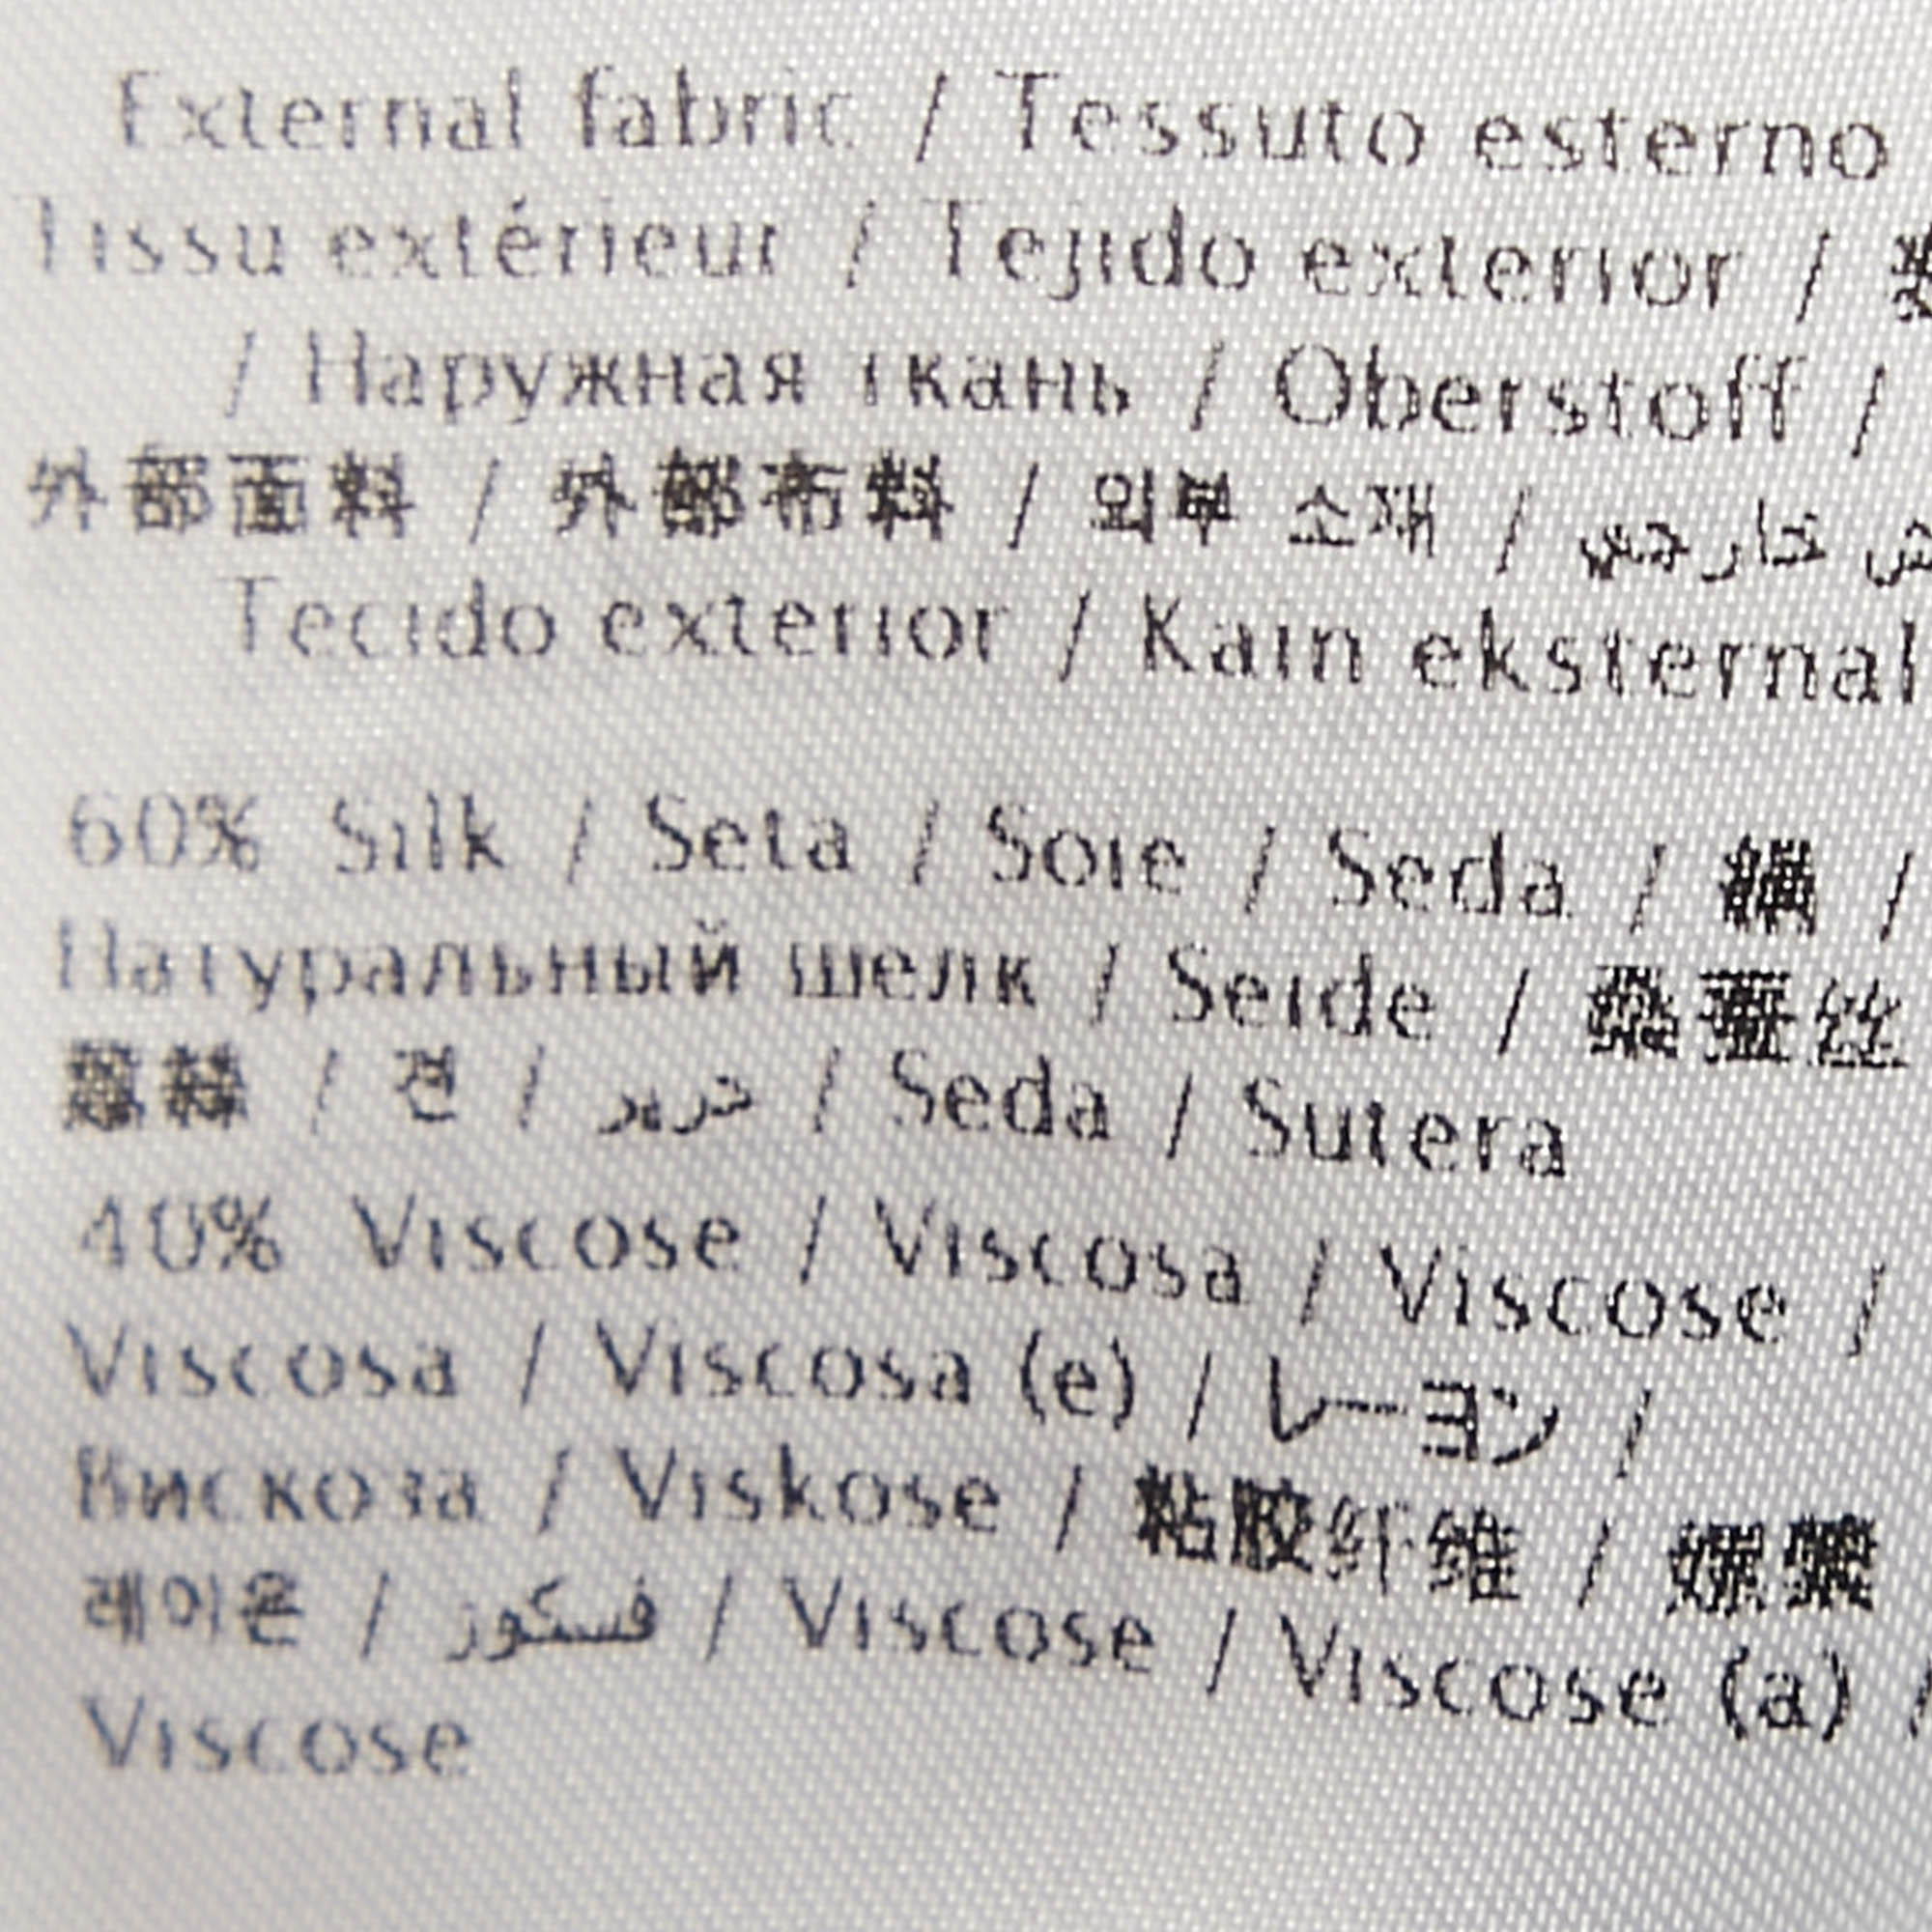 External fabric / Tessuto esterno
Tissu extérieur / Tejido exterior /
/ Наружная ткань / Oberstoff /
外部面料 / 外部布料 / 외부 소재 / خارجي
Tecido exterior / Kain eksternal
60% Silk / Seta / Soie / Seda / 絹 /
Натуральный шелк / Seide / 桑蚕丝
蠶絲 / 견 / حرير / Seda / Sutera
40% Viscose / Viscosa / Viscose /
Viscosa / Viscosa (e) / レーヨン /
Вискоза / Viskose / 粘胶纤维 / 嫘縈
레이온 / فسكوز / Viscose / Viscose (a) /
Viscose